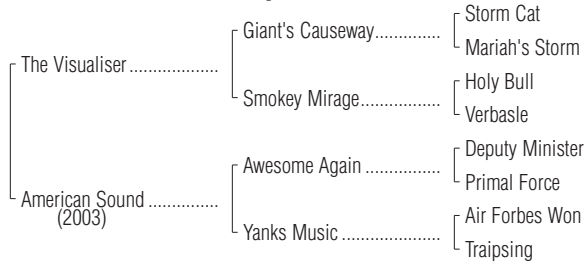 Storm Cat
Giant's Causeway..............
Mariah's Storm
The Visualiser...................
Holy Bull
Smokey Mirage.................
Verbasle
Deputy Minister
Awesome Again ................
Primal Force
American Sound ...............
(2003)
Air Forbes Won
Yanks Music .....................
Traipsing